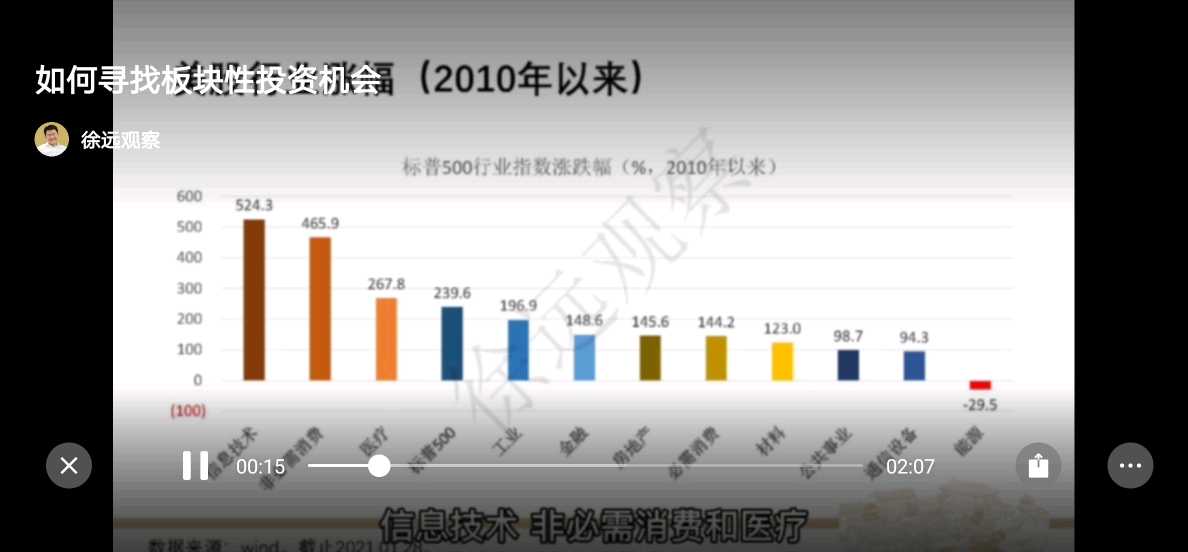 如何寻找板块性投资机会
行业涨幅（2010年以来）
徐远观察
标普500行业指数涨跌幅（%，2010年以来）
600
500
400
300
200
100
0
(100)
524.3
465.9
267.8
239.6
196.9
148.6
145.6
144.2
123.0
98.7
94.3
-29.5
徐远观察
信息技术
非必需消费
医疗
标普500
工业
金融
房地产
必需消费
材料
公共事业
通信设备
能源
00:15
02:07
信息技术 非必需消费和医疗
数据来源：wind，截止2021.01.28。